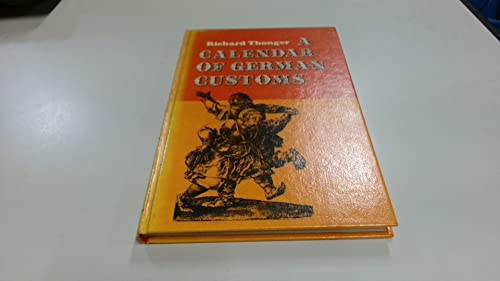 Richard Thonger A
CALENDAR
OF GERMAN
CUSTOMS